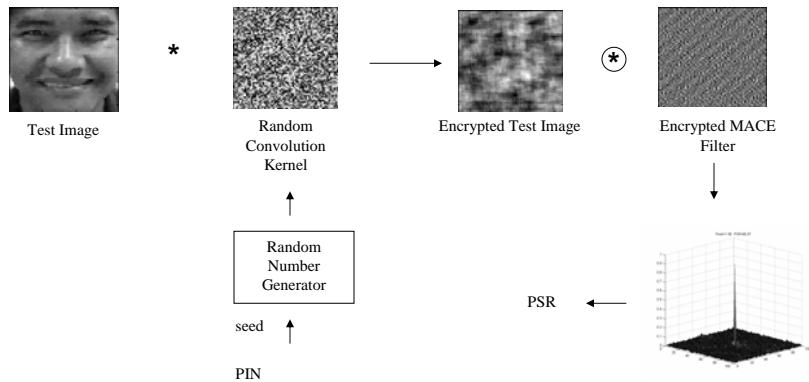 *
*
Test Image
Random
Convolution
Kernel
Encrypted Test Image
Encrypted MACE
Filter
Random
Number
Generator
PSR
seed
PIN